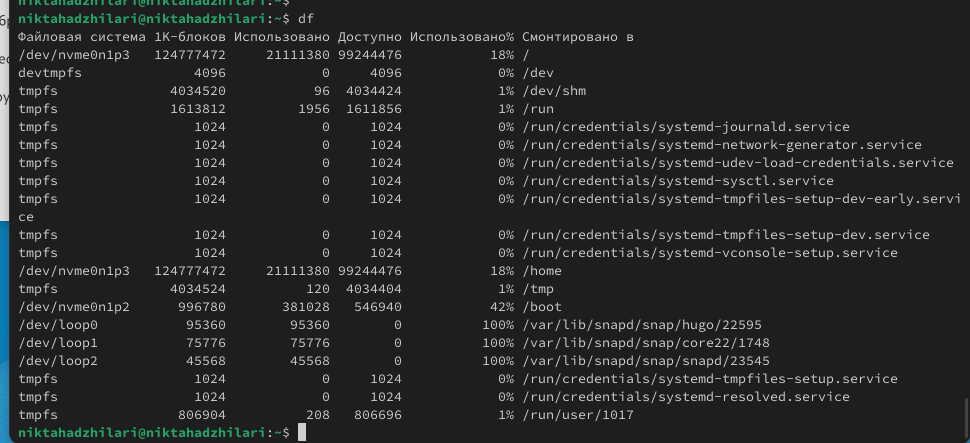 niktahadzhilari@niktahadzhilari:~$
niktahadzhilari@niktahadzhilari:~$ df
Файловая система 1K-блоков Использовано Доступно Использовано% Смонтировано в
/dev/nvme0n1p3 124777472 21111380 99244476 18% /
devtmpfs 4096 0 4096 0% /dev
tmpfs 4034520 96 4034424 1% /dev/shm
tmpfs 1613812 1956 1611856 1% /run
tmpfs 1024 0 1024 0% /run/credentials/systemd-journald.service
tmpfs 1024 0 1024 0% /run/credentials/systemd-network-generator.service
tmpfs 1024 0 1024 0% /run/credentials/systemd-udev-load-credentials.service
tmpfs 1024 0 1024 0% /run/credentials/systemd-sysctl.service
tmpfs 1024 0 1024 0% /run/credentials/systemd-tmpfiles-setup-dev-early.servi
ce
tmpfs 1024 0 1024 0% /run/credentials/systemd-tmpfiles-setup-dev.service
tmpfs 1024 0 1024 0% /run/credentials/systemd-vconsole-setup.service
/dev/nvme0n1p3 124777472 21111380 99244476 18% /home
tmpfs 4034524 120 4034404 1% /tmp
/dev/nvme0n1p2 996780 381028 546940 42% /boot
/dev/loop0 95360 95360 0 100% /var/lib/snapd/snap/hugo/22595
/dev/loop1 75776 75776 0 100% /var/lib/snapd/snap/core22/1748
/dev/loop2 45568 45568 0 100% /var/lib/snapd/snap/snapd/23545
tmpfs 1024 0 1024 0% /run/credentials/systemd-tmpfiles-setup.service
tmpfs 1024 0 1024 0% /run/credentials/systemd-resolved.service
tmpfs 806904 208 806696 1% /run/user/1017
niktahadzhilari@niktahadzhilari:~$